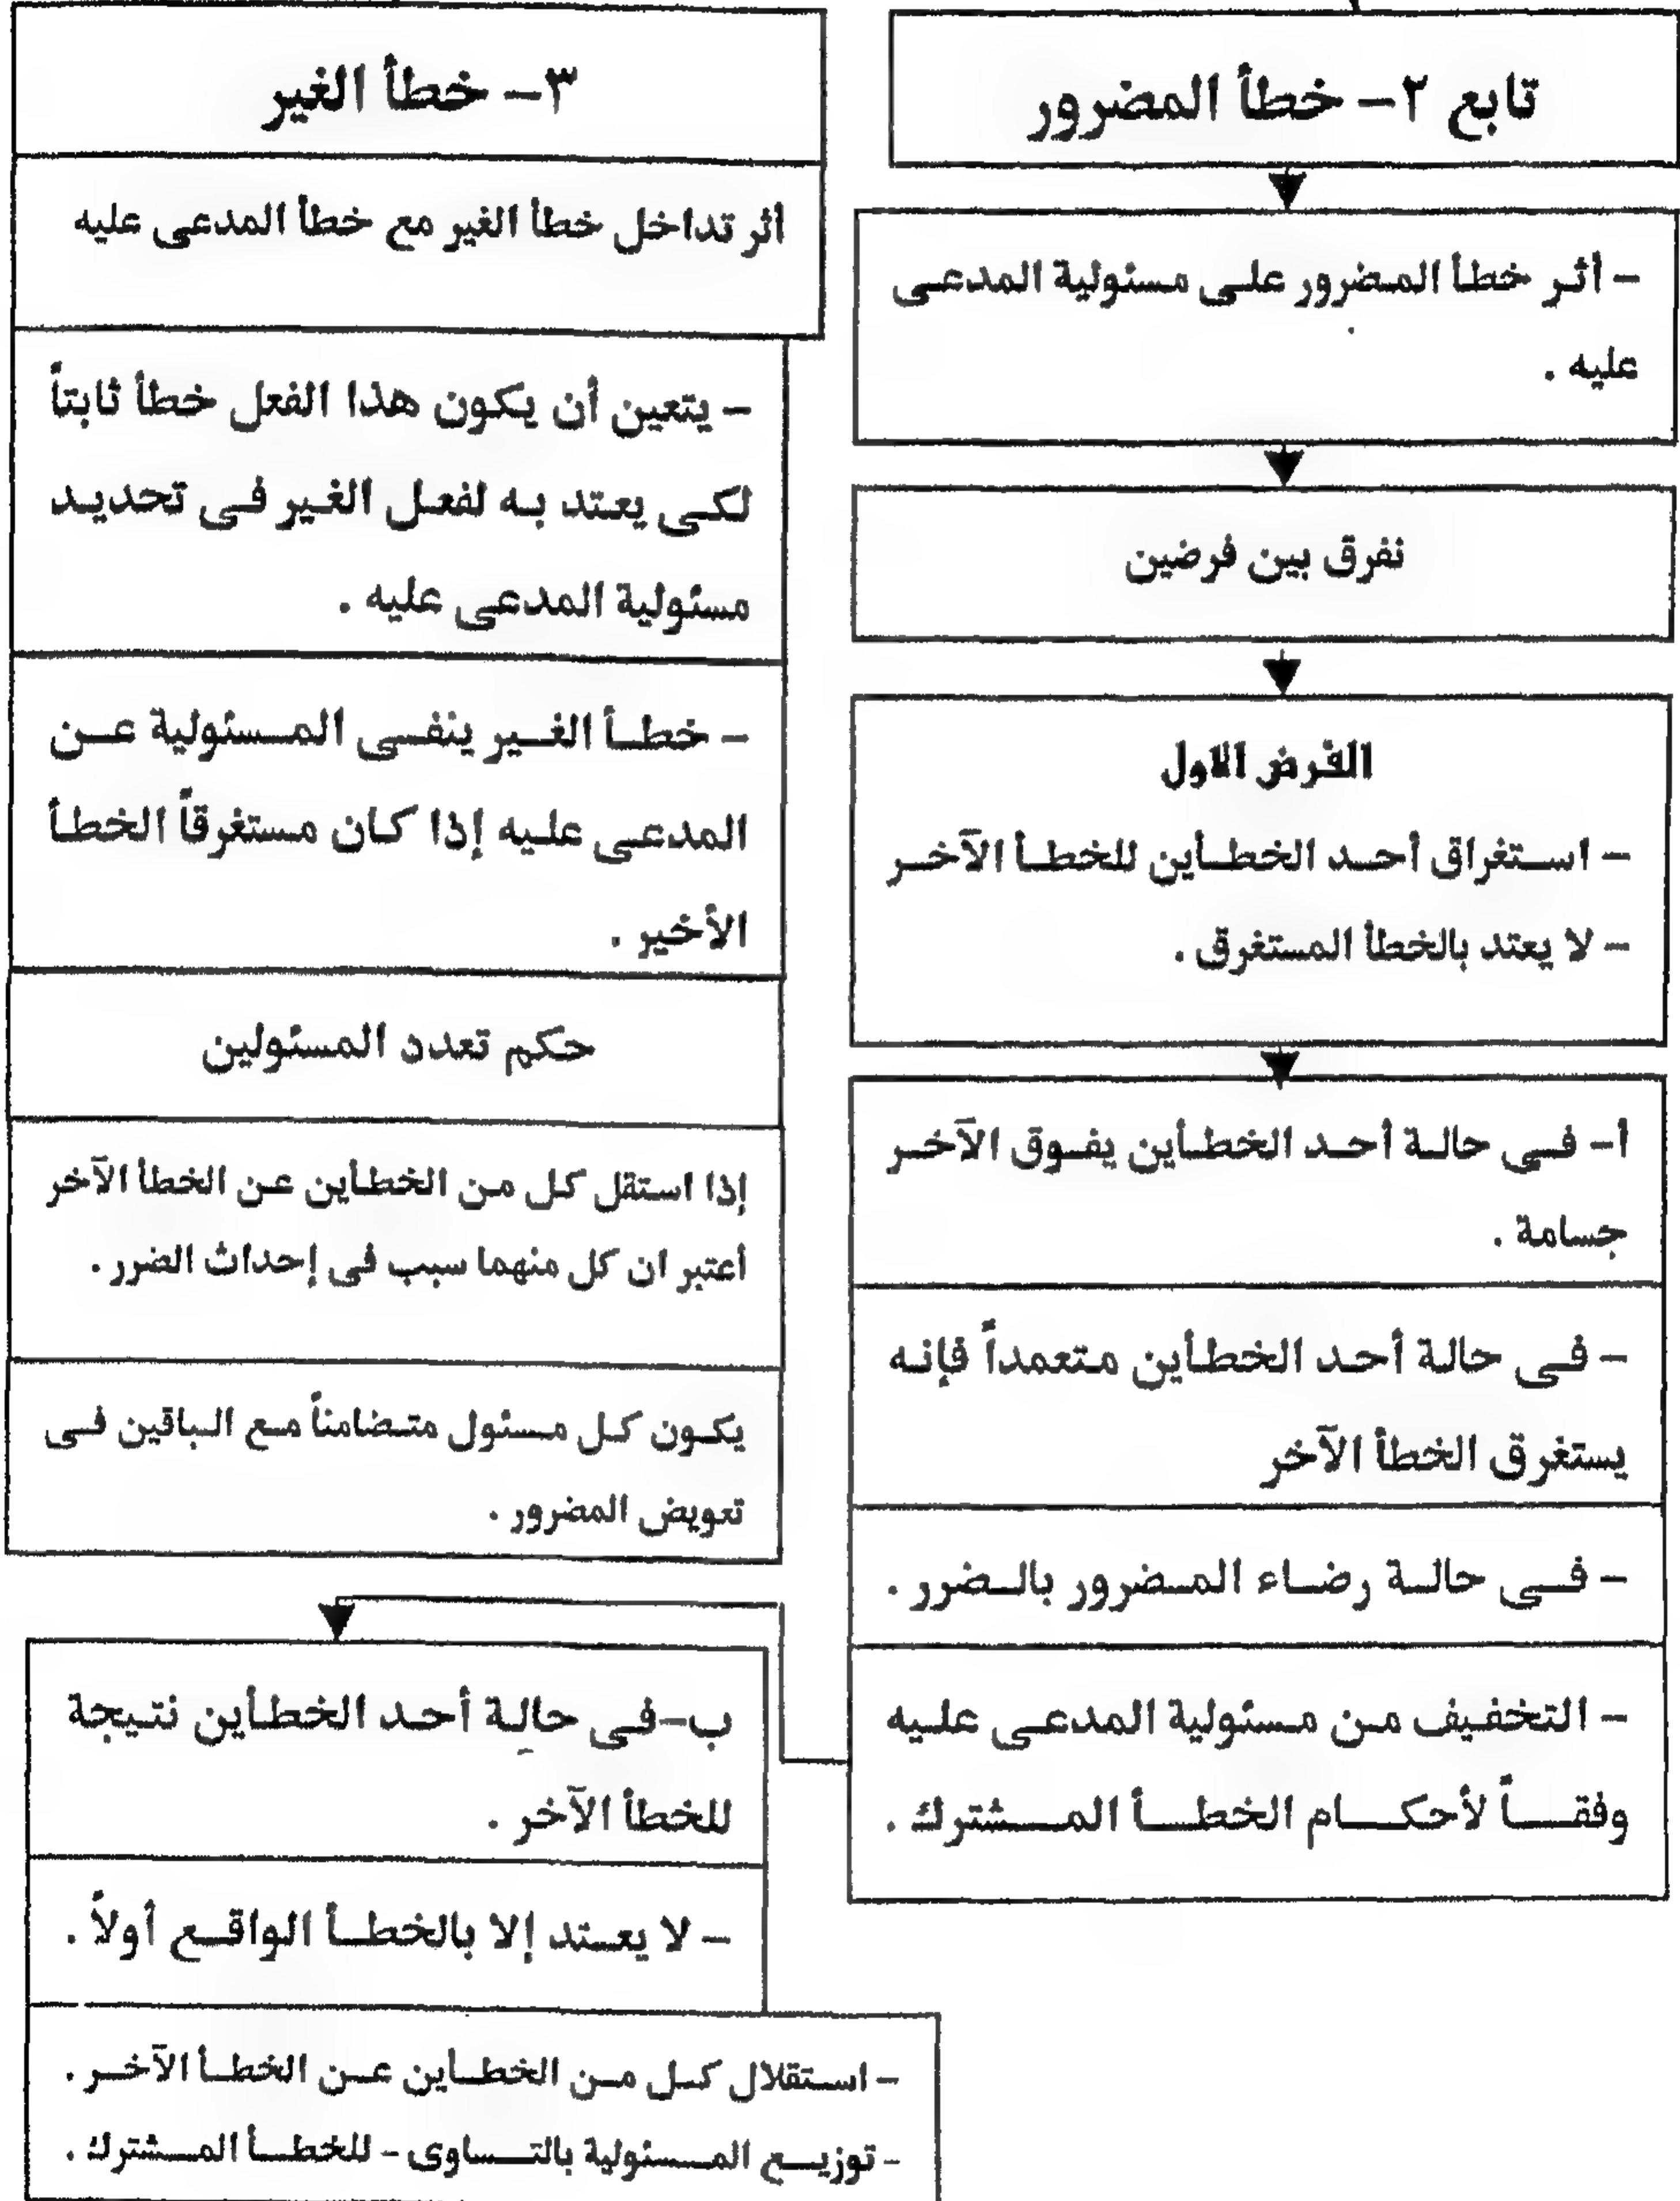 تابع ٢- خطأ المضرور
- أثر خطأ المضرور على مسئولية المدعى
عليه .
نفرق بين فرضين
الفرض الاول
- استغراق أحد الخطأين للخطأ الآخر
- لا يعتد بالخطأ المستغرق .
أ- فى حالة أحد الخطأين يفوق الآخر
جسامة .
- فى حالة أحد الخطأين متعمداً فإنه
يستغرق الخطأ الآخر
- فى حالة رضاء المضرور بالضرر .
- التخفيف من مسئولية المدعى عليه
وفقاً لأحكام الخطأ المشترك .
ب-فى حالة أحد الخطأين نتيجة
للخطأ الآخر .
- لا يعتد إلا بالخطأ الواقع أولاً .
- استقلال كل من الخطأين عن الخطأ الآخر .
- توزيع المسئولية بالتساوى - للخطأ المشترك .
٣- خطأ الغير
أثر تداخل خطأ الغير مع خطأ المدعى عليه
- يتعين أن يكون هذا الفعل خطأ ثابتاً
لكى يعتد به لفعل الغير فى تحديد
مسئولية المدعى عليه .
- خطأ الغير ينفى المسئولية عن
المدعى عليه إذا كان مستغرقاً الخطأ
الأخير .
حكم تعدد المسئولين
إذا استقل كل من الخطأين عن الخطأ الآخر
أعتبر ان كل منهما سبب فى إحداث الضرر .
يكون كل مسئول متضامناً مع الباقين فى
تعويض المضرور .